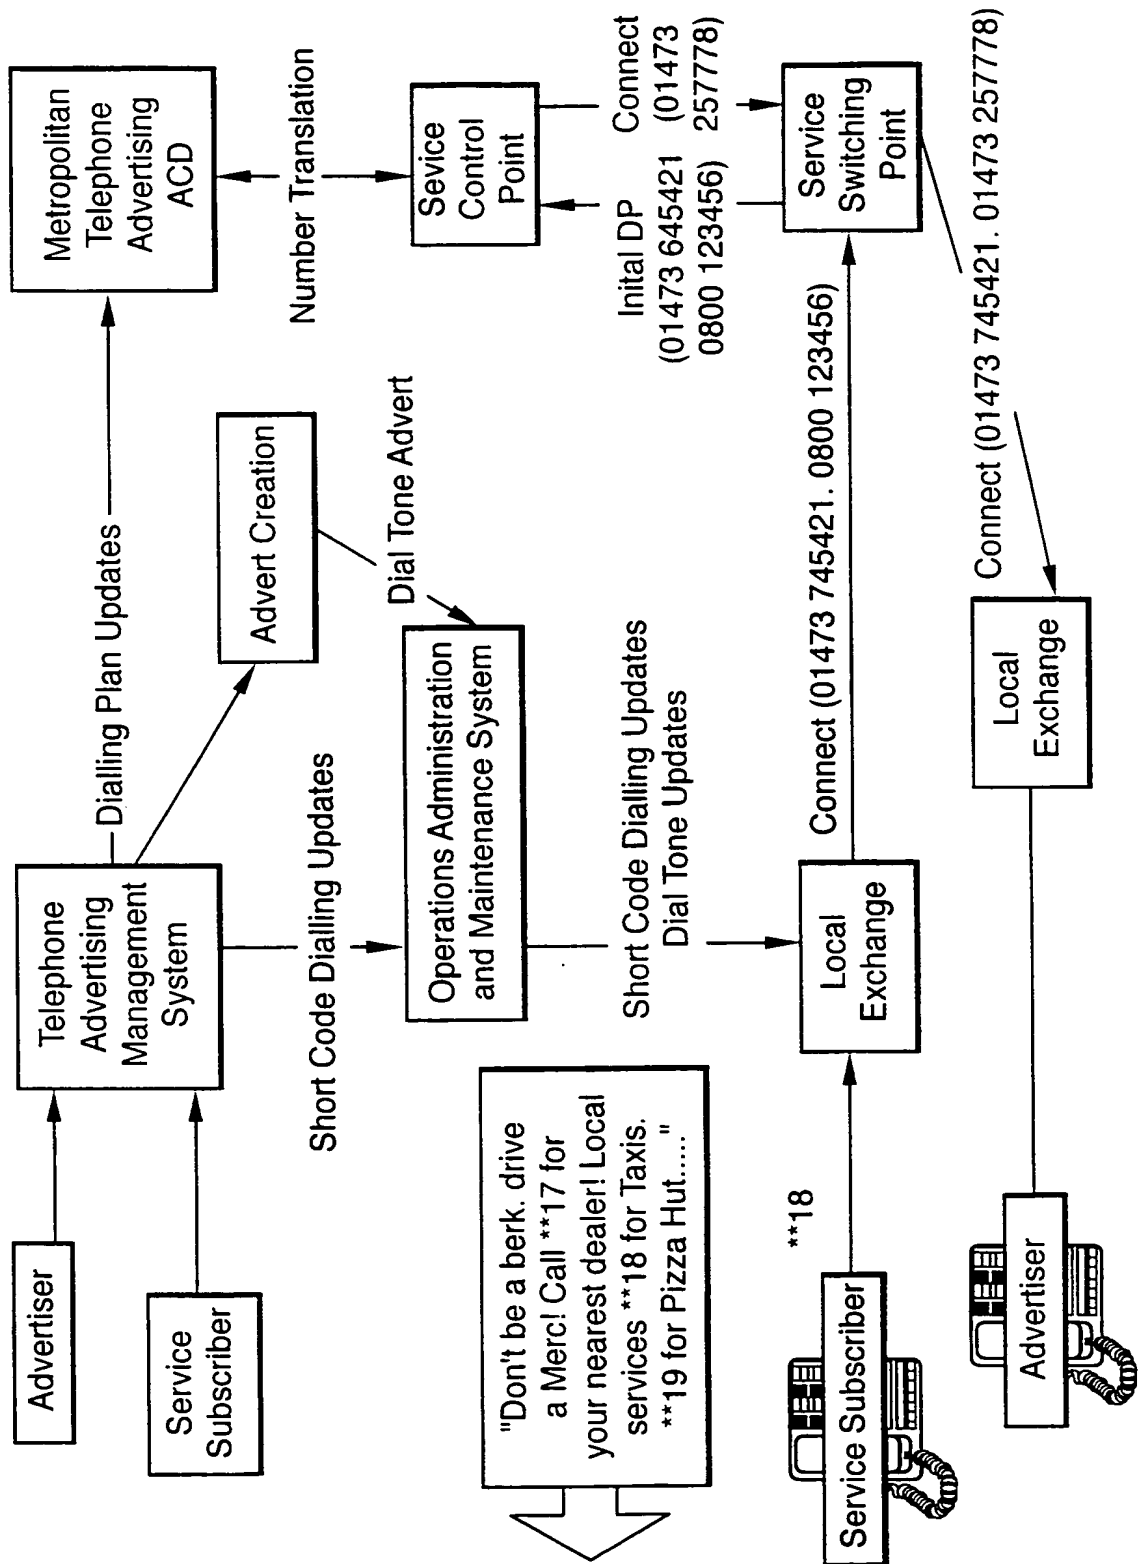 Advertiser
Service
Subscriber
Telephone
Advertising
Management
System
Dialling Plan Updates
Metropolitan
Telephone
Advertising
ACD
Advert Creation
Number Translation
Short Code Dialling Updates
Dial Tone Advert
Operations Administration
and Maintenance System
Sevice
Control
Point
"Don't be a berk. drive
a Merc! Call **17 for
your nearest dealer! Local
services **18 for Taxis.
**19 for Pizza Hut....."
Short Code Dialling Updates
Dial Tone Updates
Inital DP
(01473 645421
0800 123456)
Connect
(01473
257778)
Service Subscriber
**18
Local
Exchange
Connect (01473 745421. 0800 123456)
Service
Switching
Point
Advertiser
Local
Exchange
Connect (01473 745421. 01473 257778)